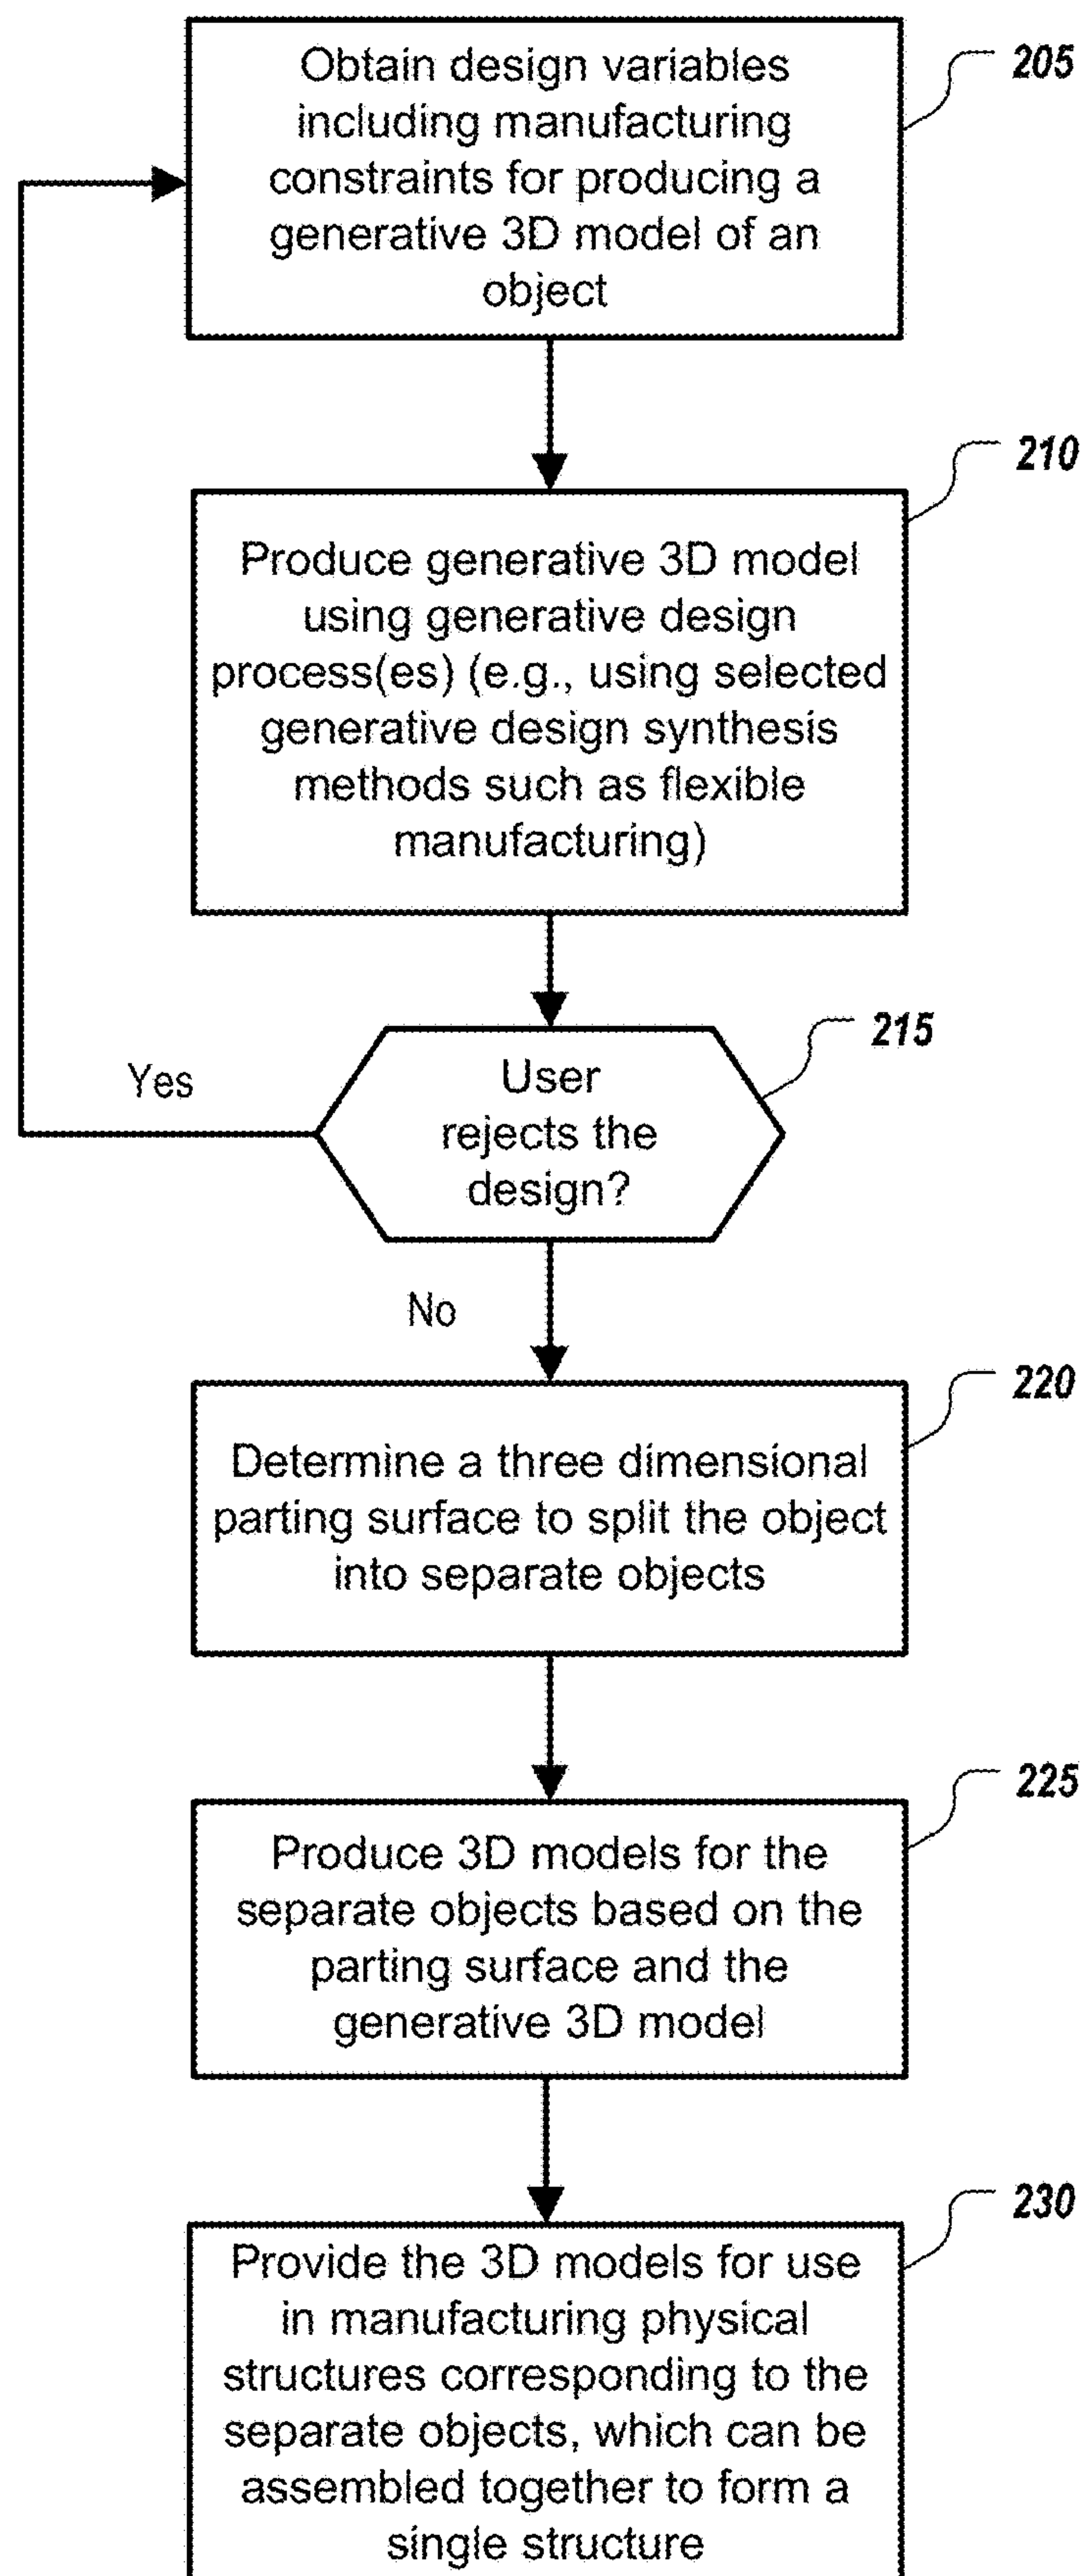 Obtain design variables
including manufacturing
constraints for producing a
generative 3D model of an
object
205
Produce generative 3D model
using generative design
process(es) (e.g., using selected
generative design synthesis
methods such as flexible
manufacturing)
210
User
rejects the
design?
215
Yes
No
Determine a three dimensional
parting surface to split the object
into separate objects
220
Produce 3D models for the
separate objects based on the
parting surface and the
generative 3D model
225
Provide the 3D models for use
in manufacturing physical
structures corresponding to the
separate objects, which can be
assembled together to form a
single structure
230